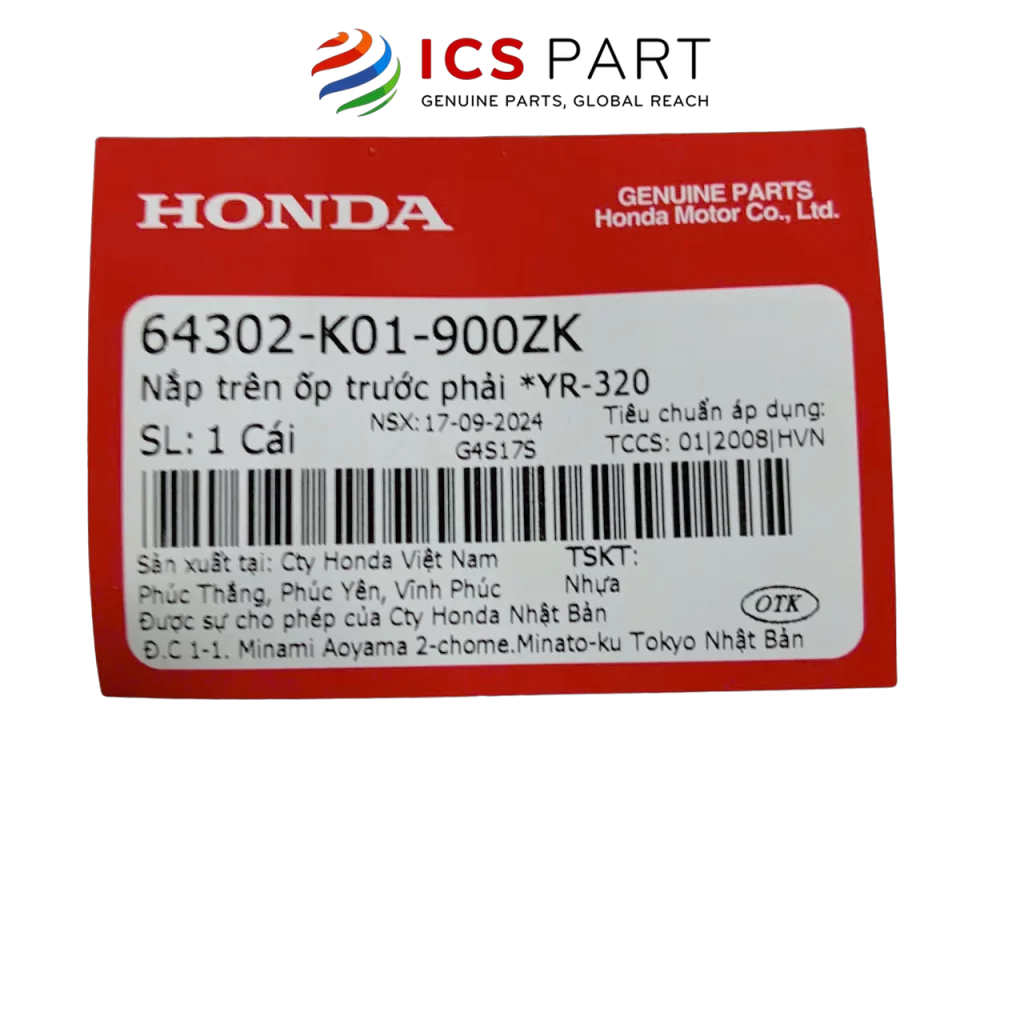 ICS PART
GENUINE PARTS, GLOBAL REACH
HONDA
GENUINE PARTS
Honda Motor Co., Ltd.
64302-K01-900ZK
Nắp trên ốp trước phải *YR-320
SL: 1 Cái
NSX: 17-09-2024
G4S17S
Tiêu chuẩn áp dụng:
TCCS: 01|2008|HVN
Sản xuất tại: Cty Honda Việt Nam
Phúc Thắng, Phúc Yên, Vĩnh Phúc
TSKT:
Nhựa
Được sự cho phép của Cty Honda Nhật Bản
Đ.C 1-1. Minami Aoyama 2-chome.Minato-ku Tokyo Nhật Bản
OTK